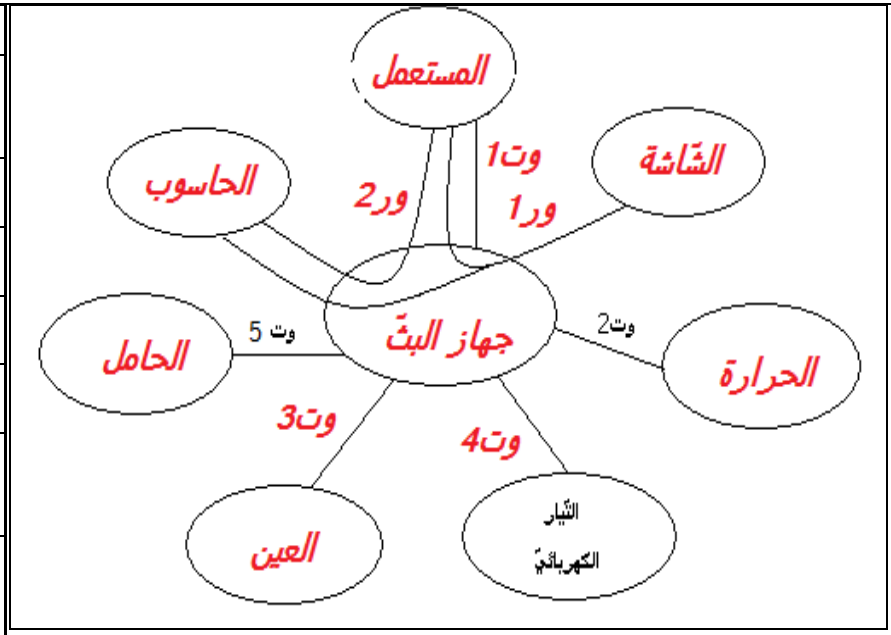 المستعمل
الشّاشة
وت1
ور1
ور2
الحاسوب
جهاز البثّ
وت2
الحرارة
وت 5
الحامل
وت3
وت4
العين
التّيار
الكهربائيّ